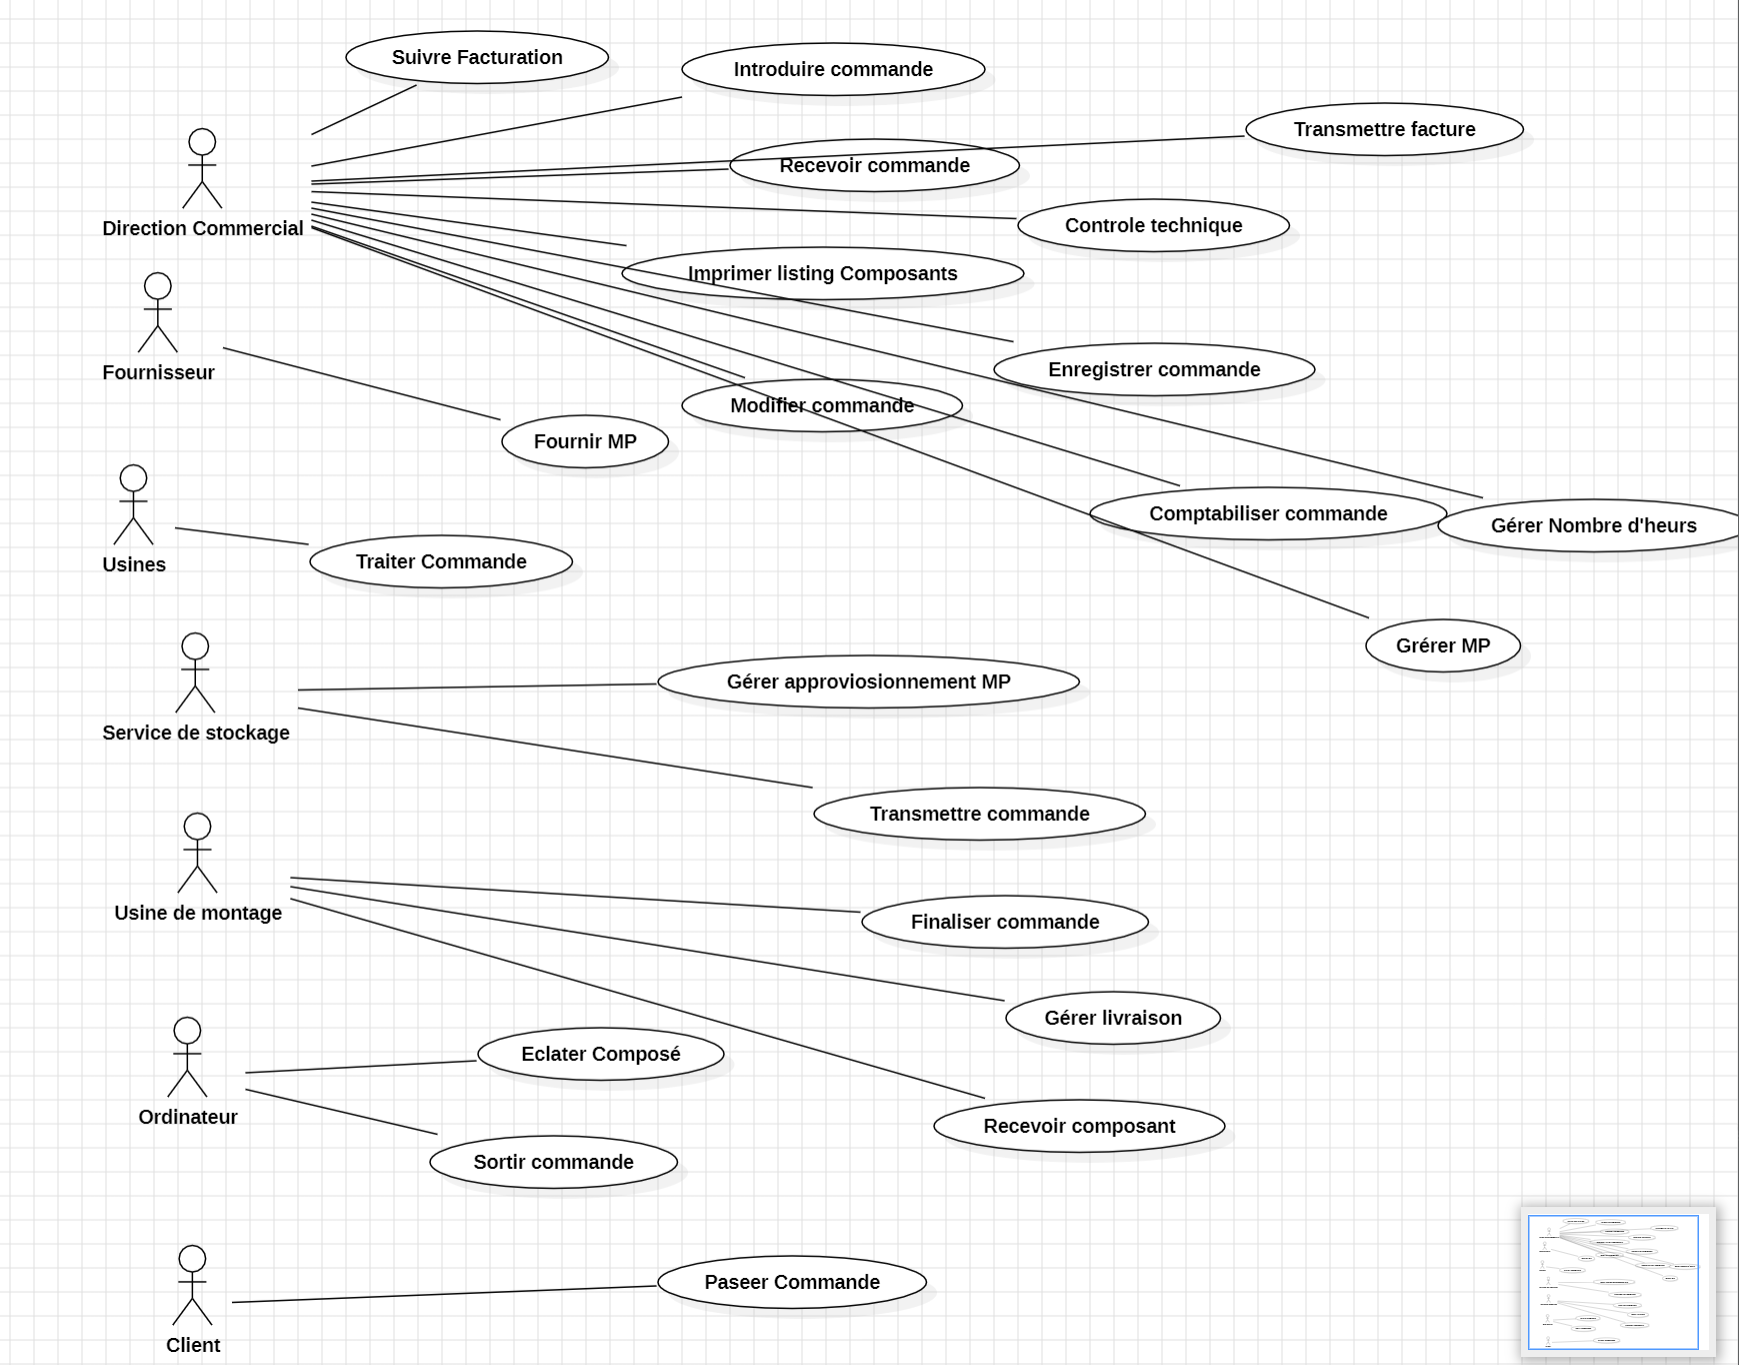 Suivre Facturation
Introduire commande
Transmettre facture
Recevoir commande
Controle technique
Direction Commercial
Imprimer listing Composants
Fournisseur
Enregistrer commande
Modifier commande
Fournir MP
Comptabiliser commande
Gérer Nombre d'heurs
Usines
Traiter Commande
Grérer MP
Gérer approviosionnement MP
Service de stockage
Transmettre commande
Usine de montage
Finaliser commande
Gérer livraison
Eclater Composé
Ordinateur
Recevoir composant
Sortir commande
Paseer Commande
Client